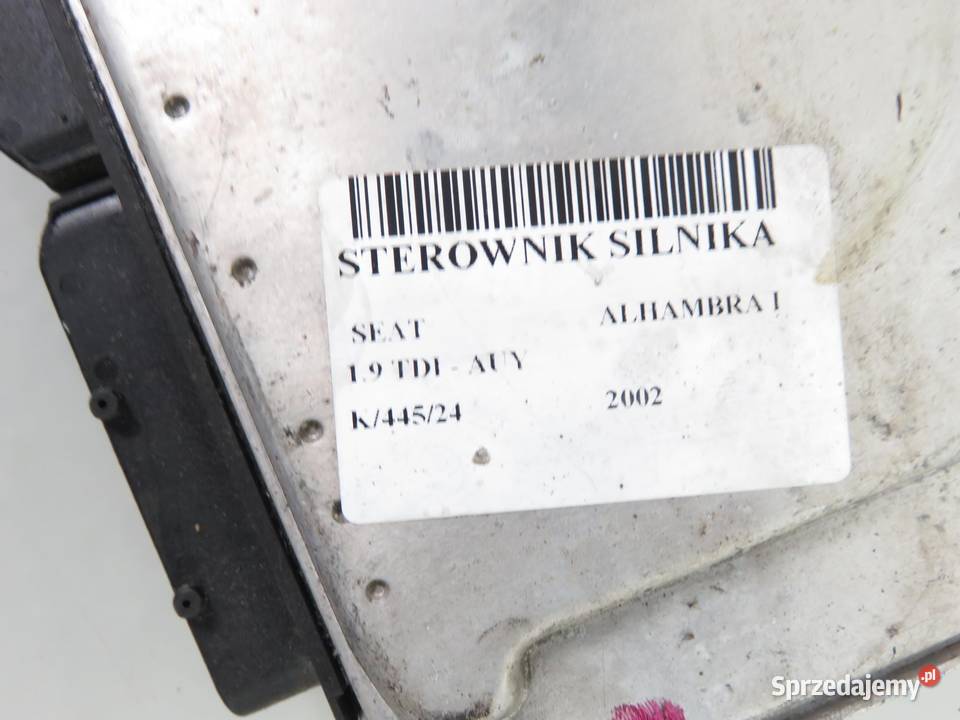 STEROWNIK SILNIKA
SEAT ALHAMBRA I
1.9 TDI - AUY
K/445/24 2002
Sprzedajemy.pl